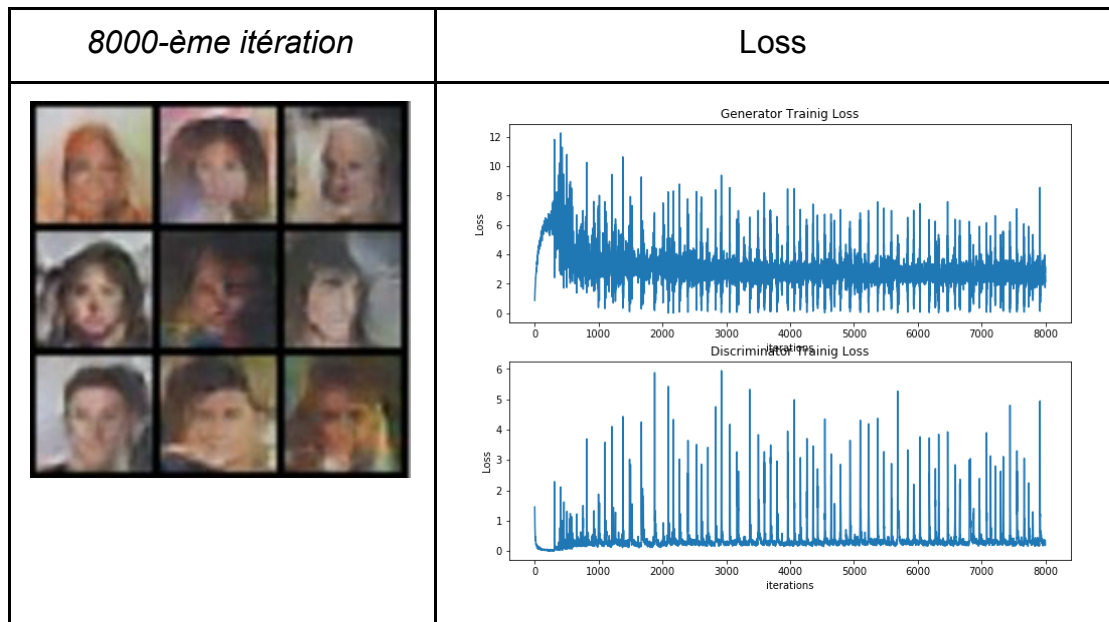 8000-ème itération
Loss
Generator Trainig Loss
12
10
8
6
4
2
0
Loss
0 1000 2000 3000 4000 5000 6000 7000 8000
iterations
Discriminator Trainig Loss
6
5
4
3
2
1
0
Loss
0 1000 2000 3000 4000 5000 6000 7000 8000
iterations